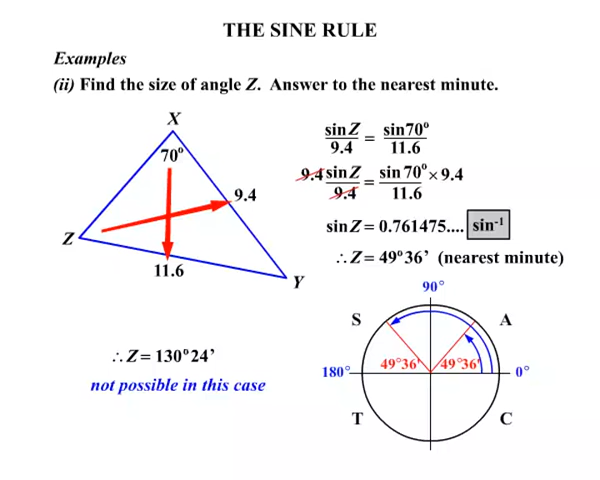 THE SINE RULE
Examples
(ii) Find the size of angle Z. Answer to the nearest minute.
X
70°
9.4
Z
11.6
Y
sinZ/9.4 = sin70°/11.6
9.4 sinZ/9.4 = sin 70°/11.6 × 9.4
sinZ = 0.761475.... sin⁻¹
∴Z = 49°36’ (nearest minute)
90°
S A
180° 49°36' 49°36' 0°
T C
∴Z = 130°24’
not possible in this case